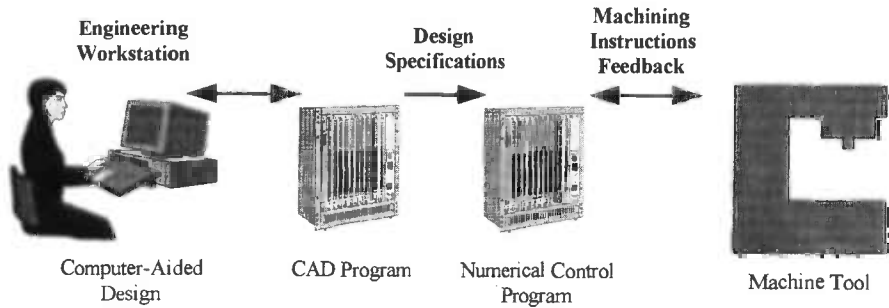 Engineering
Workstation
Design
Specifications
Machining
Instructions
Feedback
Computer-Aided
Design
CAD Program
Numerical Control
Program
Machine Tool